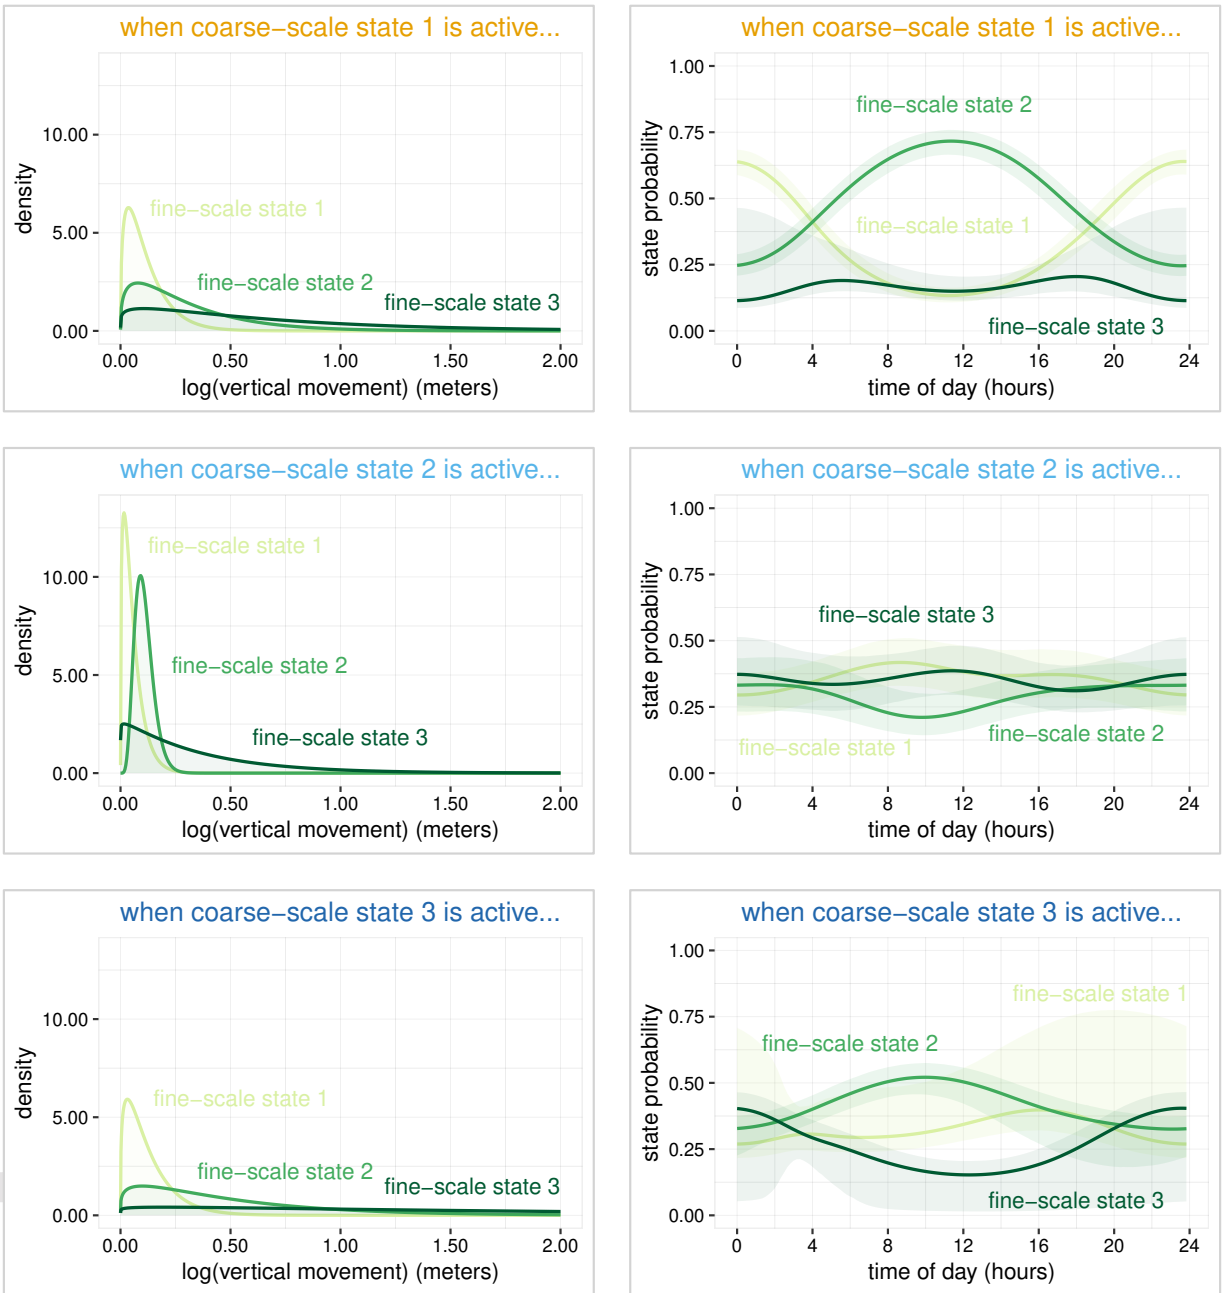 when coarse−scale state 1 is active...
density
10.00
5.00
0.00
fine−scale state 1
fine−scale state 2
fine−scale state 3
0.00 0.50 1.00 1.50 2.00
log(vertical movement) (meters)
when coarse−scale state 1 is active...
state probability
1.00
0.75
0.50
0.25
0.00
fine−scale state 2
fine−scale state 1
fine−scale state 3
0 4 8 12 16 20 24
time of day (hours)
when coarse−scale state 2 is active...
density
10.00
5.00
0.00
fine−scale state 1
fine−scale state 2
fine−scale state 3
0.00 0.50 1.00 1.50 2.00
log(vertical movement) (meters)
when coarse−scale state 2 is active...
state probability
1.00
0.75
0.50
0.25
0.00
fine−scale state 3
fine−scale state 2
fine−scale state 1
0 4 8 12 16 20 24
time of day (hours)
when coarse−scale state 3 is active...
density
10.00
5.00
0.00
fine−scale state 1
fine−scale state 2
fine−scale state 3
0.00 0.50 1.00 1.50 2.00
log(vertical movement) (meters)
when coarse−scale state 3 is active...
state probability
1.00
0.75
0.50
0.25
0.00
fine−scale state 1
fine−scale state 2
fine−scale state 3
0 4 8 12 16 20 24
time of day (hours)